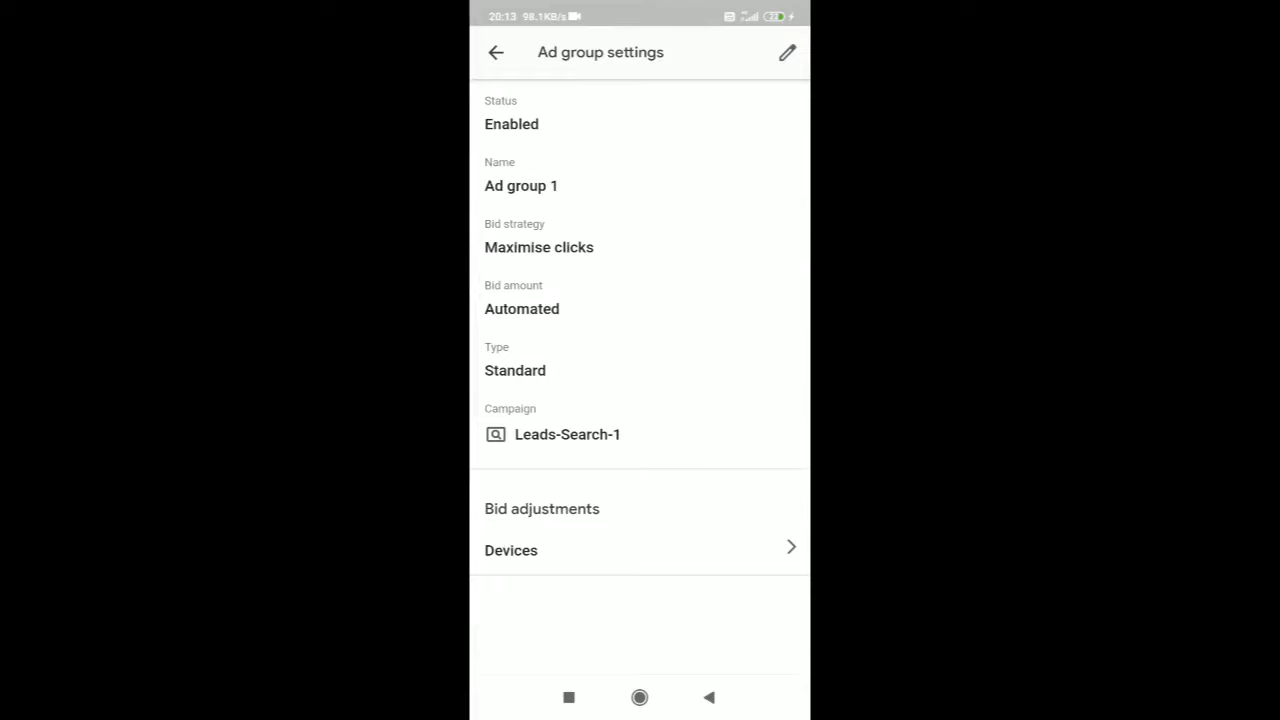 20:13 98.1KB/s
Ad group settings
Status
Enabled
Name
Ad group 1
Bid strategy
Maximise clicks
Bid amount
Automated
Type
Standard
Campaign
Leads-Search-1
Bid adjustments
Devices